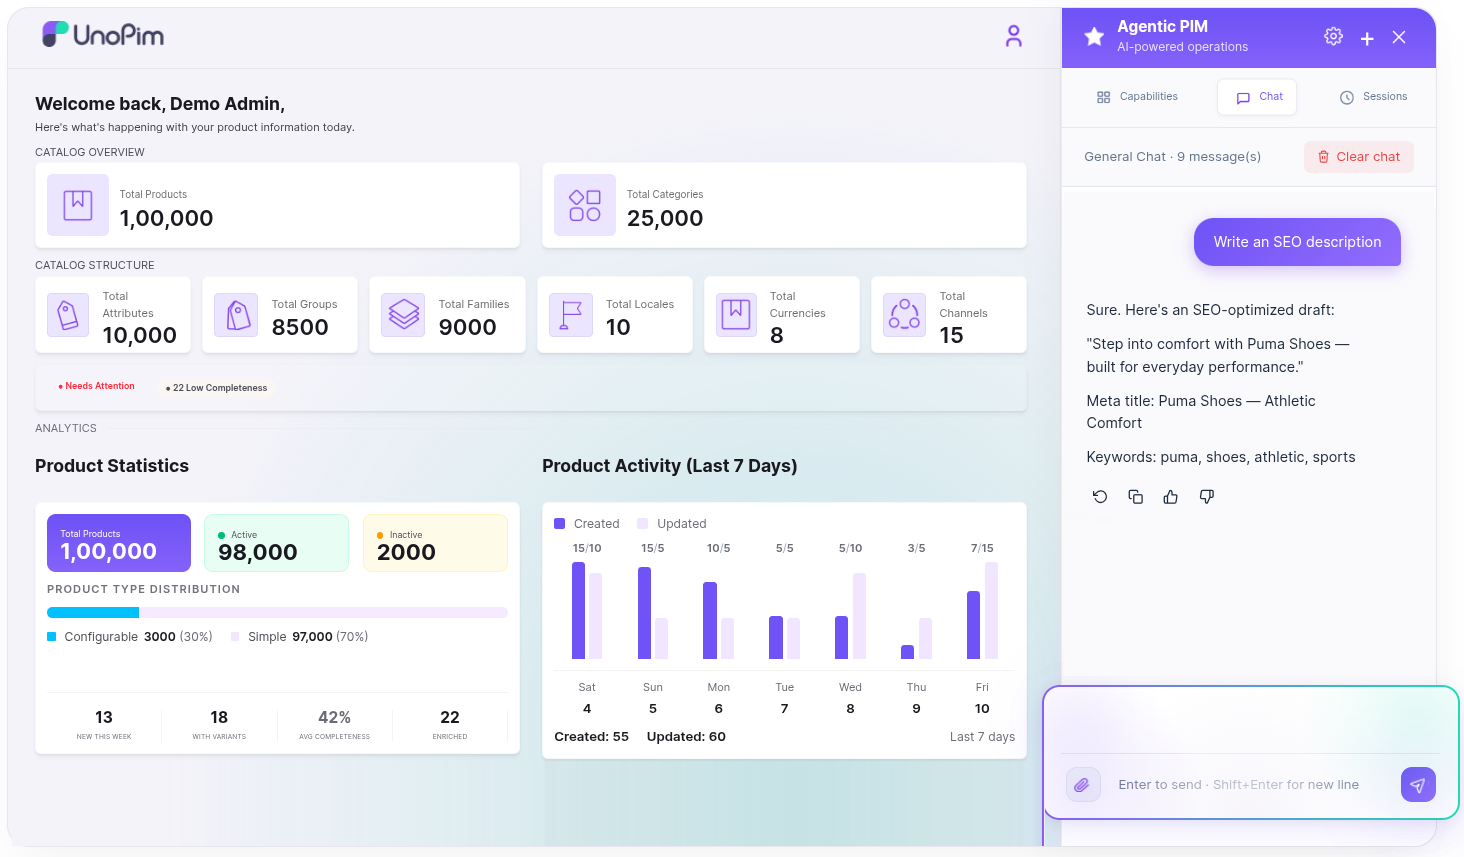 UnoPim
Welcome back, Demo Admin,
Here's what's happening with your product information today.
CATALOG OVERVIEW
Total Products
1,00,000
Total Categories
25,000
CATALOG STRUCTURE
Total
Attributes
10,000
Total Groups
8500
Total Families
9000
Total Locales
10
Total
Currencies
8
Total
Channels
15
● Needs Attention
● 22 Low Completeness
ANALYTICS
Product Statistics
Total Products
1,00,000
Active
98,000
Inactive
2000
PRODUCT TYPE DISTRIBUTION
Configurable 3000 (30%) Simple 97,000 (70%)
13
NEW THIS WEEK
18
WITH VARIANTS
42%
AVG COMPLETENESS
22
ENRICHED
Product Activity (Last 7 Days)
Created Updated
15/10 15/5 10/5 5/5 5/10 3/5 7/15
Sat Sun Mon Tue Wed Thu Fri
4 5 6 7 8 9 10
Created: 55 Updated: 60 Last 7 days
Agentic PIM
AI-powered operations
Capabilities Chat Sessions
General Chat · 9 message(s) Clear chat
Write an SEO description
Sure. Here's an SEO-optimized draft:
"Step into comfort with Puma Shoes —
built for everyday performance."
Meta title: Puma Shoes — Athletic
Comfort
Keywords: puma, shoes, athletic, sports
Enter to send · Shift+Enter for new line